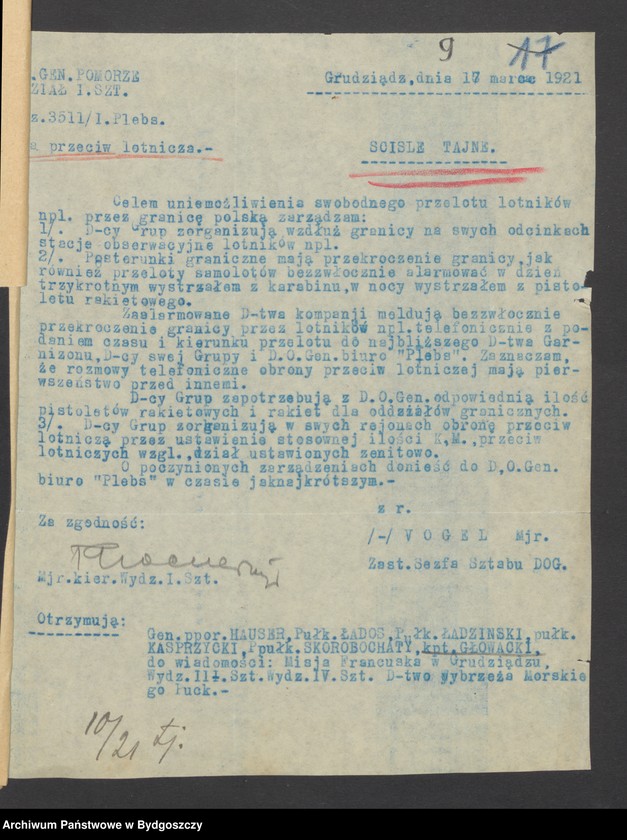 9 17
.GEN.POMORZE
Grudziądz,dnia 17 marca 1921
ZIAŁ I.SZT.
z.3511/I.Plebs.
a przeciw lotnicza.-
SCISLE TAJNE.
Celem uniemożliwienia swobodnego przelotu lotników
npl. przez granicę polską zarządzam:
1/. D-cy Grup zorganizują wzdłuż granicy na swych odcinkach
stacje obserwacyjne lotników npl.
2/. Posterunki graniczne mają przekroczenie granicy,jak
również przeloty samolotów bezzwłocznie alarmować w dzień
trzykrotnym wystrzałem z karabinu,w nocy wystrzałem z pisto-
letu rakietowego.
Zaalarmowane D-twa kompanji meldują bezzwłocznie
przekroczenie granicy przez lotników npl.telefonicznie z po-
daniem czasu i kierunku przelotu do najbliższego D-twa Gar-
nizonu,D-cy swej Grupy i D.O.Gen.biuro "Plebs". Zaznaczam,
że rozmowy telefoniczne obrony przeciw lotniczej mają pier-
wszeństwo przed innemi.
D-cy Grup zapotrzebują z D.O.Gen.odpowiednią ilość
pistoletów rakietowych i rakiet dla oddziałów granicznych.
3/. D-cy Grup zorganizują w swych rejonach obronę przeciw
lotniczą przez ustawienie stosownej ilości K.M.,przeciw
lotniczych wzgl.,dział ustawionych zenitowo.
O poczynionych zarządzeniach donieść do D,O.Gen.
biuro "Plebs" w czasie jaknajkrótszym.-
z r.
Za zgodność:
/-/ V O G E L Mjr.
Zast.Sezfa Sztabu DOG.
Mjr.kier.Wydz.I.Szt.
Otrzymują:
Gen.ppor.HAUSER,Pułk.ŁADOS,Pułk.ŁADZINSKI,pułk.
KASPRZYCKI,Ppułk.SKOROBOCHATY,kpt.GŁOWACKI,
do wiadomości: Misja Francuska w Grudziądzu,
Wydz.III.Szt.Wydz.IV.Szt. D-two Wybrzeża Morskie
go Puck.-
10/21 tj.
Archiwum Państwowe w Bydgoszczy